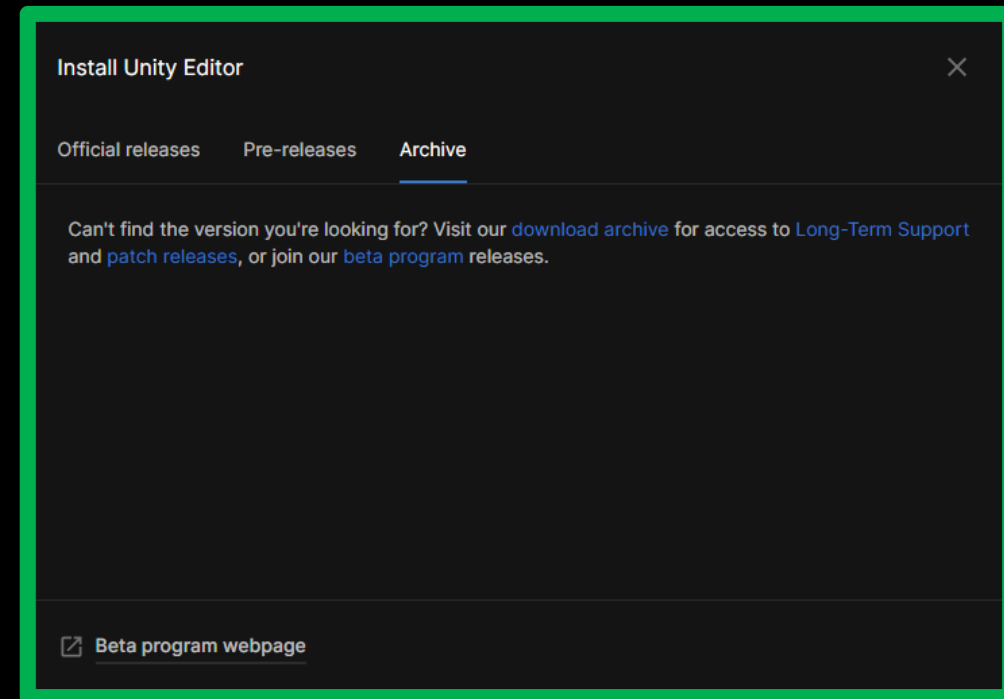 Install Unity Editor
Official releases Pre-releases Archive
Can't find the version you're looking for? Visit our download archive for access to Long-Term Support
and patch releases, or join our beta program releases.
Beta program webpage